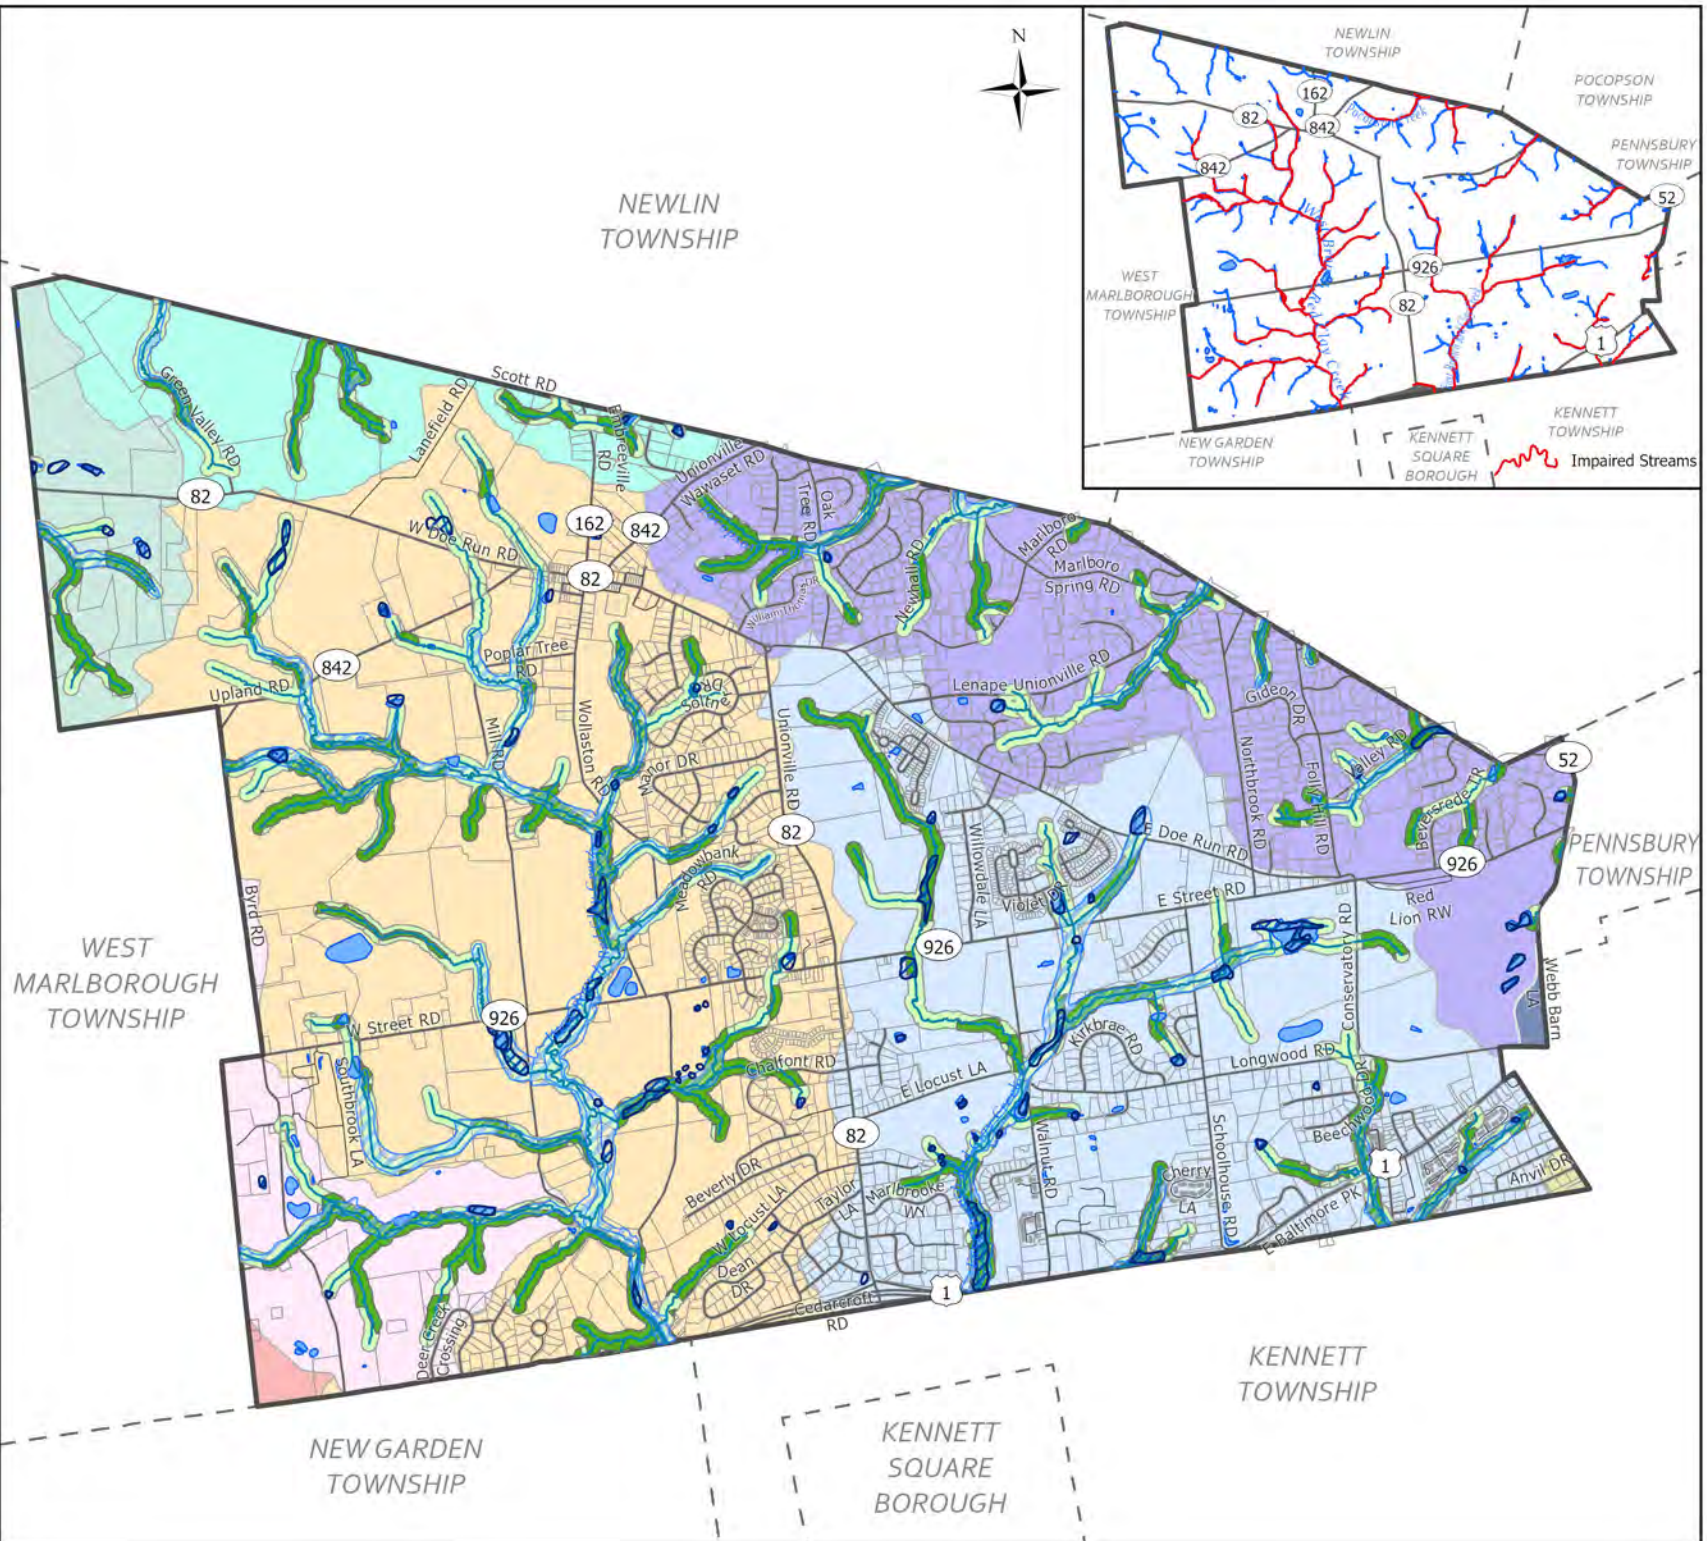 N
NEWLIN
TOWNSHIP
POCOPSON
TOWNSHIP
PENNSBURY
TOWNSHIP
162
82
842
Pocopson Creek
842
52
West Branch Red Clay Creek
926
82
WEST
MARLBOROUGH
TOWNSHIP
1
NEW GARDEN
TOWNSHIP
KENNETT
SQUARE
BOROUGH
KENNETT
TOWNSHIP
Impaired Streams
NEWLIN
TOWNSHIP
Scott RD
Green Valley RD
Lanefield RD
Embreeville
RD
Unionville
Wawaset RD
82
162
842
W Doe Run RD
82
Oak
Tree RD
Newhall RD
Marlboro
RD
Marlboro
Spring RD
William Thomas DR
Poplar Tree
RD
842
Upland RD
Soltner
DR
Lenape Unionville RD
Gideon DR
Mill RD
Wollaston RD
Manor DR
Unionville RD
82
Northbrook RD
Folly Hill RD
Valley RD
Beversrede TR
52
926
PENNSBURY
TOWNSHIP
Willowdale LA
E Doe Run RD
Meadowbank
RD
Violet DR
E Street RD
Red
Lion RW
Byrd RD
926
Conservatory RD
Webb Barn
LA
WEST
MARLBOROUGH
TOWNSHIP
926
W Street RD
Southbrook LA
Chalfont RD
Kirkbrae RD
Longwood RD
E Locust LA
Beechwood DR
82
Walnut RD
Schoolhouse RD
1
Anvil DR
Beverly DR
Taylor
LA
Marlbrooke
WY
Cherry
LA
E Baltimore PK
W Locust LA
Dean
DR
Deer Creek
Crossing
Cedarcroft
RD
1
KENNETT
TOWNSHIP
NEW GARDEN
TOWNSHIP
KENNETT
SQUARE
BOROUGH